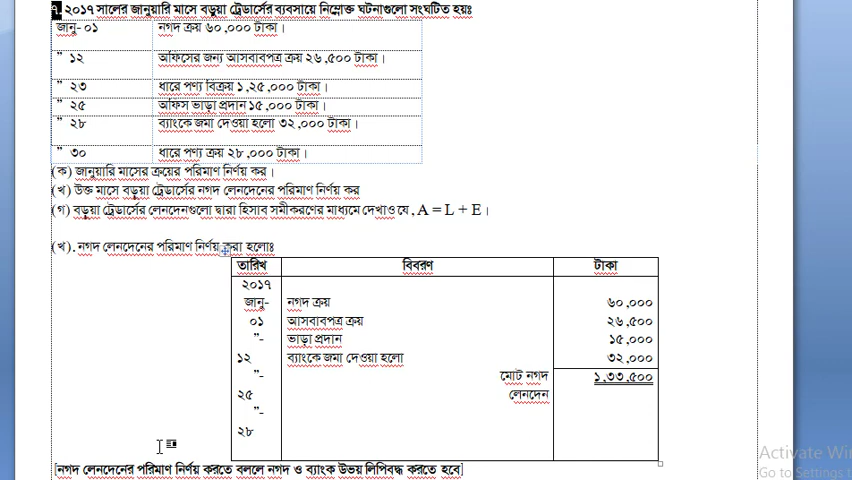 ৭. ২০১৭ সালের জানুয়ারি মাসে বড়ুয়া ট্রেডার্সের ব্যবসায়ে নিম্নোক্ত ঘটনাগুলো সংঘটিত হয়ঃ
জানু- ০১ নগদ ক্রয় ৬০,০০০ টাকা।
” ১২ অফিসের জন্য আসবাবপত্র ক্রয় ২৬,৫০০ টাকা।
” ২৩ ধারে পণ্য বিক্রয় ১,২৫,০০০ টাকা।
” ২৫ অফিস ভাড়া প্রদান ১৫,০০০ টাকা।
” ২৮ ব্যাংকে জমা দেওয়া হলো ৩২,০০০ টাকা।
” ৩০ ধারে পণ্য ক্রয় ২৮,০০০ টাকা।
(ক) জানুয়ারি মাসের ক্রয়ের পরিমাণ নির্ণয় কর।
(খ) উক্ত মাসে বড়ুয়া ট্রেডার্সের নগদ লেনদেনের পরিমাণ নির্ণয় কর
(গ) বড়ুয়া ট্রেডার্সের লেনদেনগুলো দ্বারা হিসাব সমীকরণের মাধ্যমে দেখাও যে, A = L + E।
(খ). নগদ লেনদেনের পরিমাণ নির্ণয় করা হলোঃ
তারিখ বিবরণ টাকা
২০১৭
জানু- নগদ ক্রয় ৬০,০০০
০১ আসবাবপত্র ক্রয় ২৬,৫০০
”- ভাড়া প্রদান ১৫,০০০
১২ ব্যাংকে জমা দেওয়া হলো ৩২,০০০
”- মোট নগদ ১,৩৩,৫০০
২৫ লেনদেন
”-
২৮
[নগদ লেনদেনের পরিমাণ নির্ণয় করতে বললে নগদ ও ব্যাংক উভয় লিপিবদ্ধ করতে হবে]
Activate Win
Go to Settings t